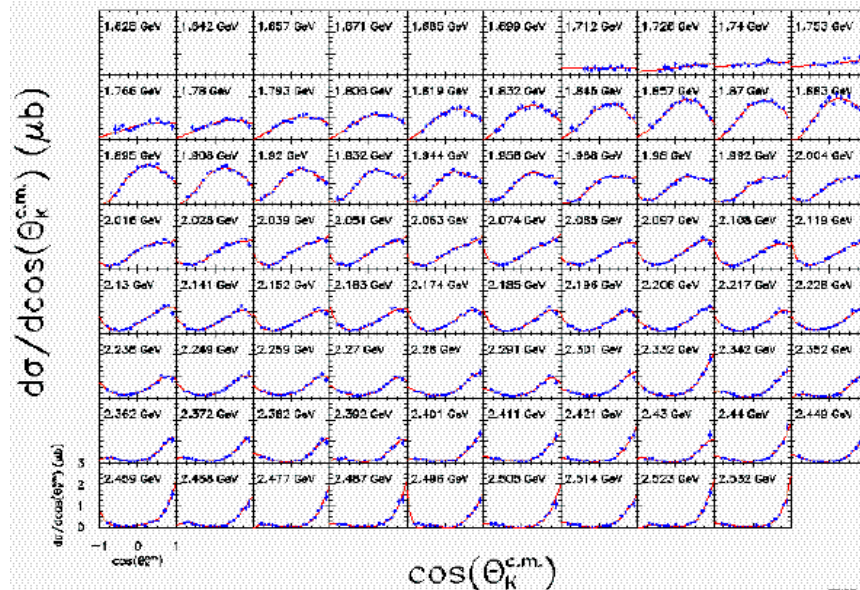 1.625 GeV 1.642 GeV 1.657 GeV 1.671 GeV 1.685 GeV 1.699 GeV 1.712 GeV 1.726 GeV 1.74 GeV 1.753 GeV
1.766 GeV 1.78 GeV 1.793 GeV 1.806 GeV 1.819 GeV 1.832 GeV 1.845 GeV 1.857 GeV 1.87 GeV 1.883 GeV
1.895 GeV 1.908 GeV 1.92 GeV 1.932 GeV 1.944 GeV 1.956 GeV 1.968 GeV 1.98 GeV 1.992 GeV 2.004 GeV
2.016 GeV 2.028 GeV 2.039 GeV 2.051 GeV 2.063 GeV 2.074 GeV 2.085 GeV 2.097 GeV 2.108 GeV 2.119 GeV
2.13 GeV 2.141 GeV 2.152 GeV 2.163 GeV 2.174 GeV 2.185 GeV 2.196 GeV 2.206 GeV 2.217 GeV 2.228 GeV
2.238 GeV 2.249 GeV 2.259 GeV 2.27 GeV 2.28 GeV 2.291 GeV 2.301 GeV 2.332 GeV 2.342 GeV 2.352 GeV
2.362 GeV 2.372 GeV 2.382 GeV 2.392 GeV 2.401 GeV 2.411 GeV 2.421 GeV 2.43 GeV 2.44 GeV 2.449 GeV
2.459 GeV 2.468 GeV 2.477 GeV 2.487 GeV 2.496 GeV 2.505 GeV 2.514 GeV 2.523 GeV 2.532 GeV
dσ/dcos(Θ_K^{c.m.}) (μb)
dσ/dcos(Θ_K^{c.m.}) (μb)
3
2
1
0
−1 0 1
cos(Θ_K^{c.m.})
cos(Θ_K^{c.m.})